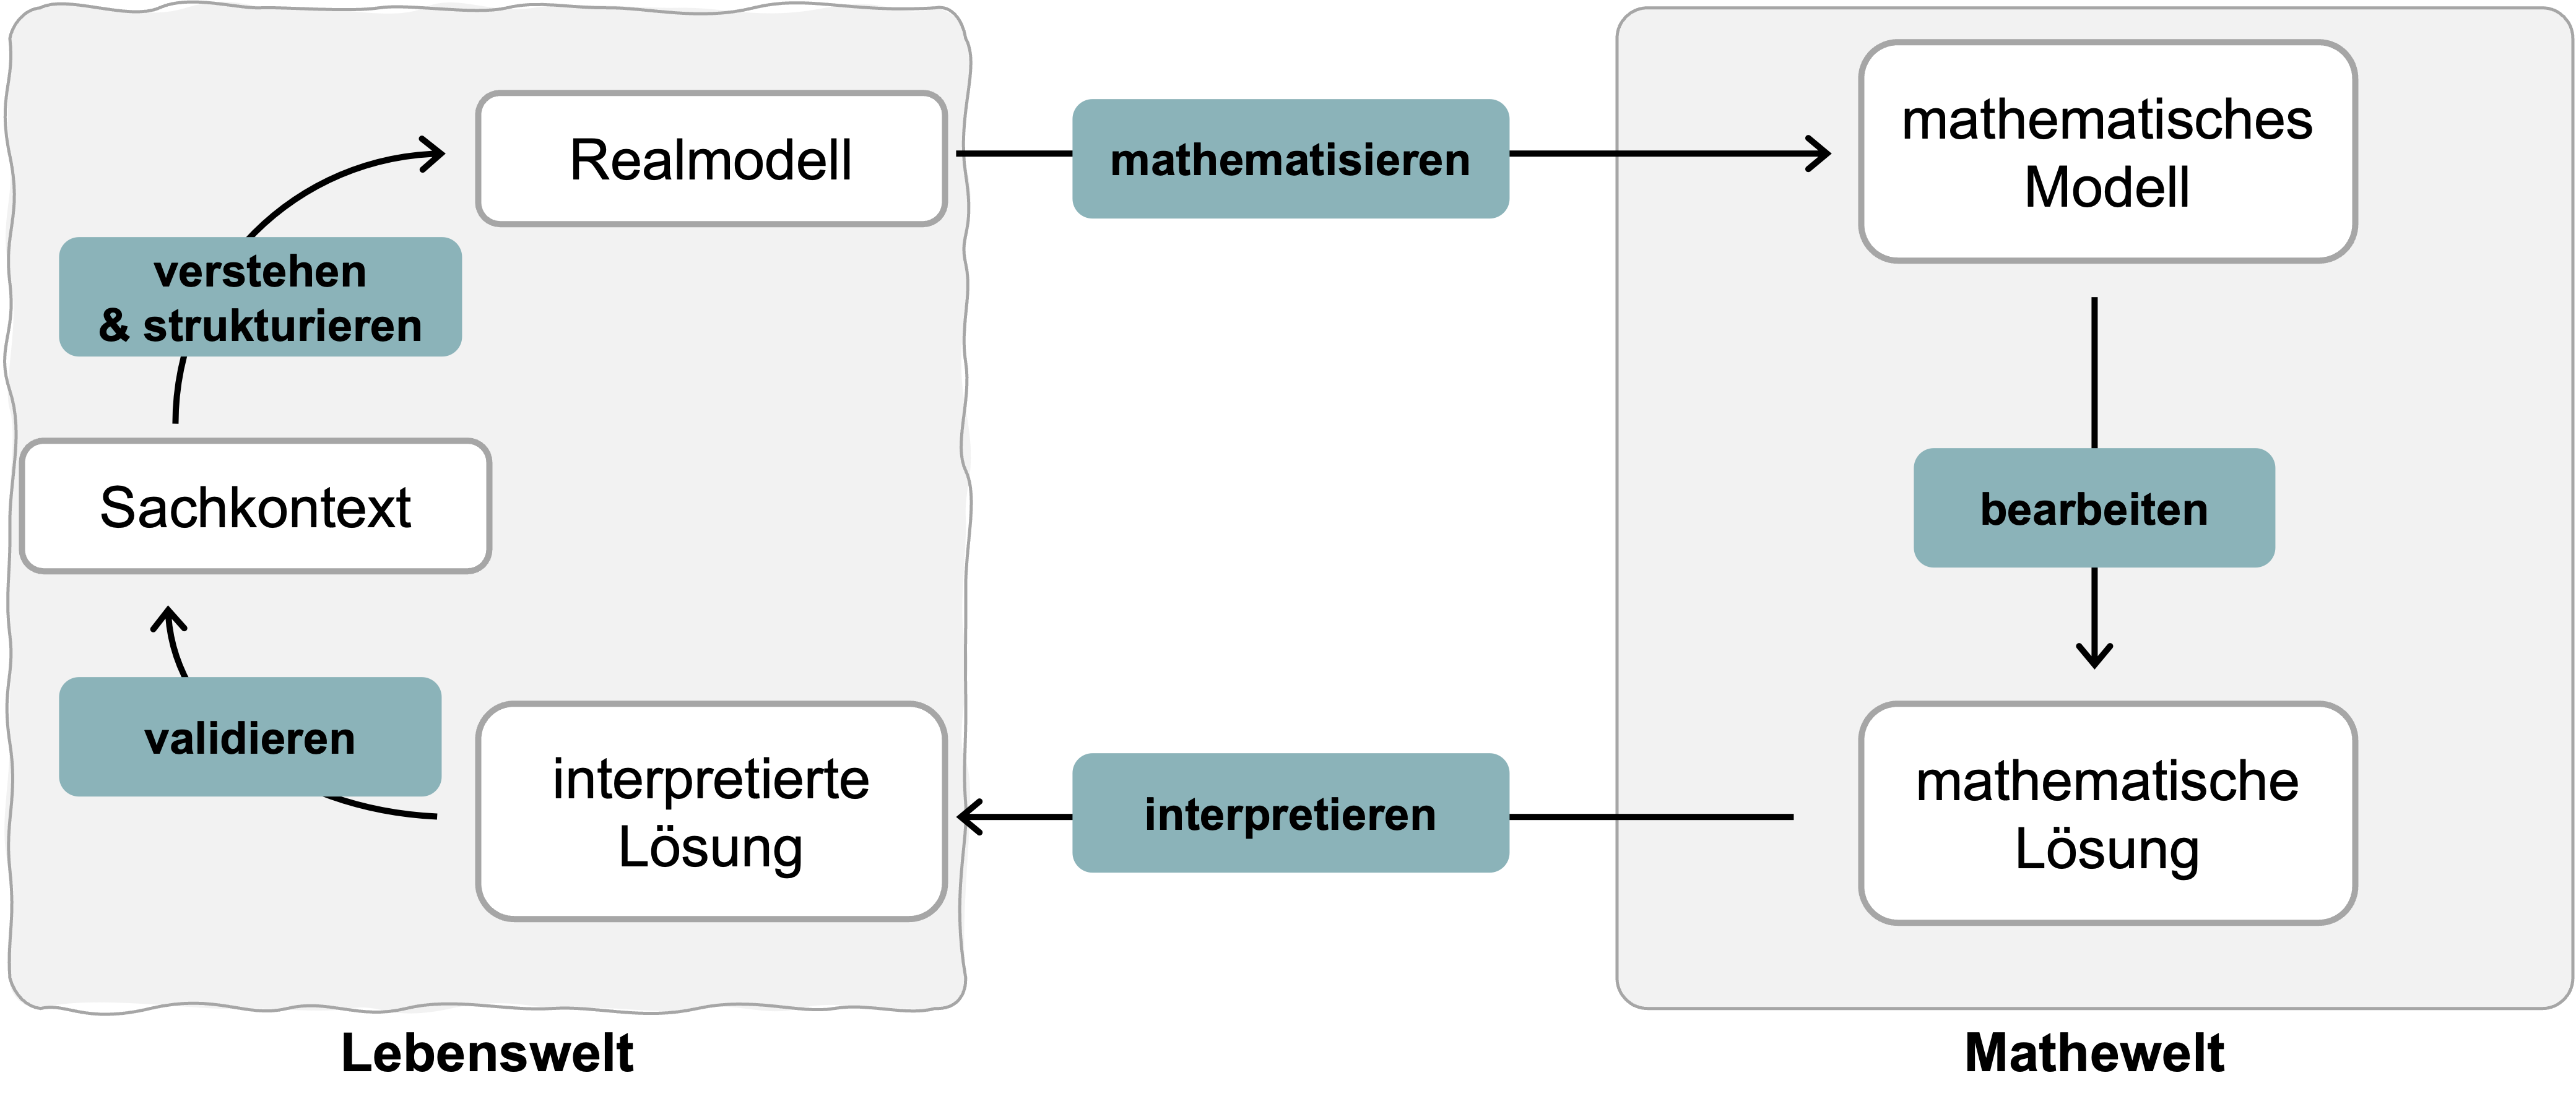 Realmodell
mathematisieren
mathematisches
Modell
verstehen
& strukturieren
Sachkontext
bearbeiten
validieren
interpretierte
Lösung
interpretieren
mathematische
Lösung
Lebenswelt
Mathewelt